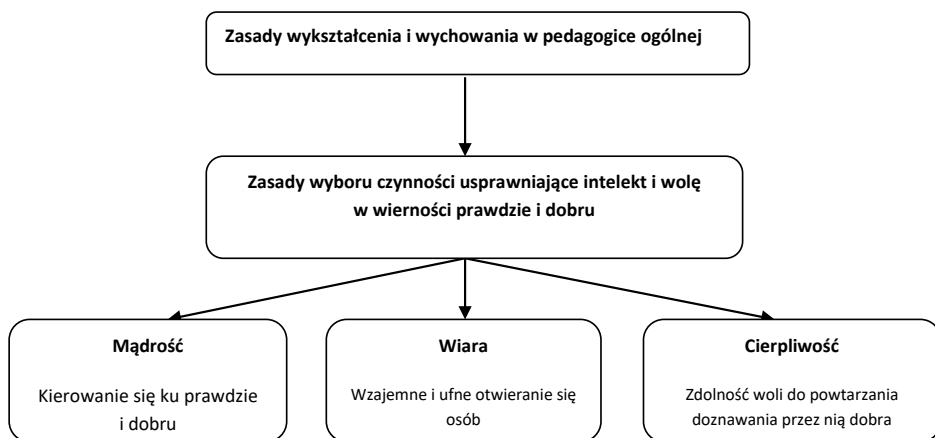 Zasady wykształcenia i wychowania w pedagogice ogólnej
Zasady wyboru czynności usprawniające intelekt i wolę
w wierności prawdzie i dobru
Mądrość
Kierowanie się ku prawdzie
i dobru
Wiara
Wzajemne i ufne otwieranie się
osób
Cierpliwość
Zdolność woli do powtarzania
doznawania przez nią dobra